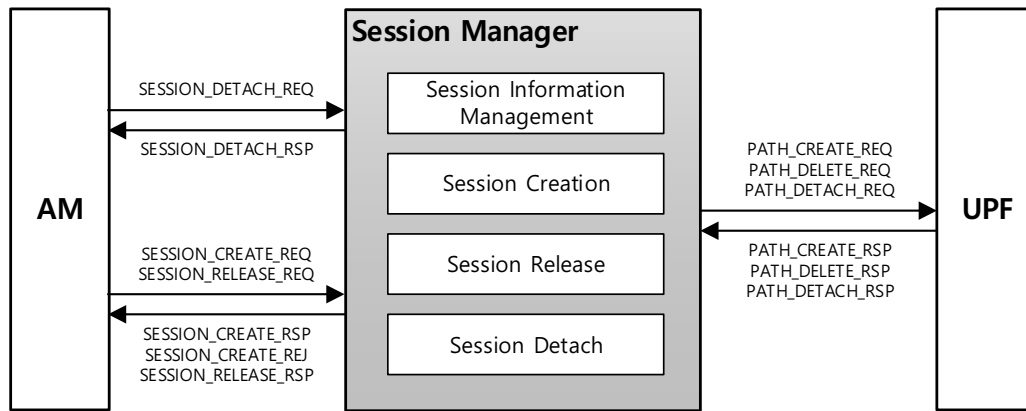 Session Manager
SESSION_DETACH_REQ
SESSION_DETACH_RSP
AM
SESSION_CREATE_REQ
SESSION_RELEASE_REQ
SESSION_CREATE_RSP
SESSION_CREATE_REJ
SESSION_RELEASE_RSP
Session Information
Management
Session Creation
Session Release
Session Detach
PATH_CREATE_REQ
PATH_DELETE_REQ
PATH_DETACH_REQ
PATH_CREATE_RSP
PATH_DELETE_RSP
PATH_DETACH_RSP
UPF